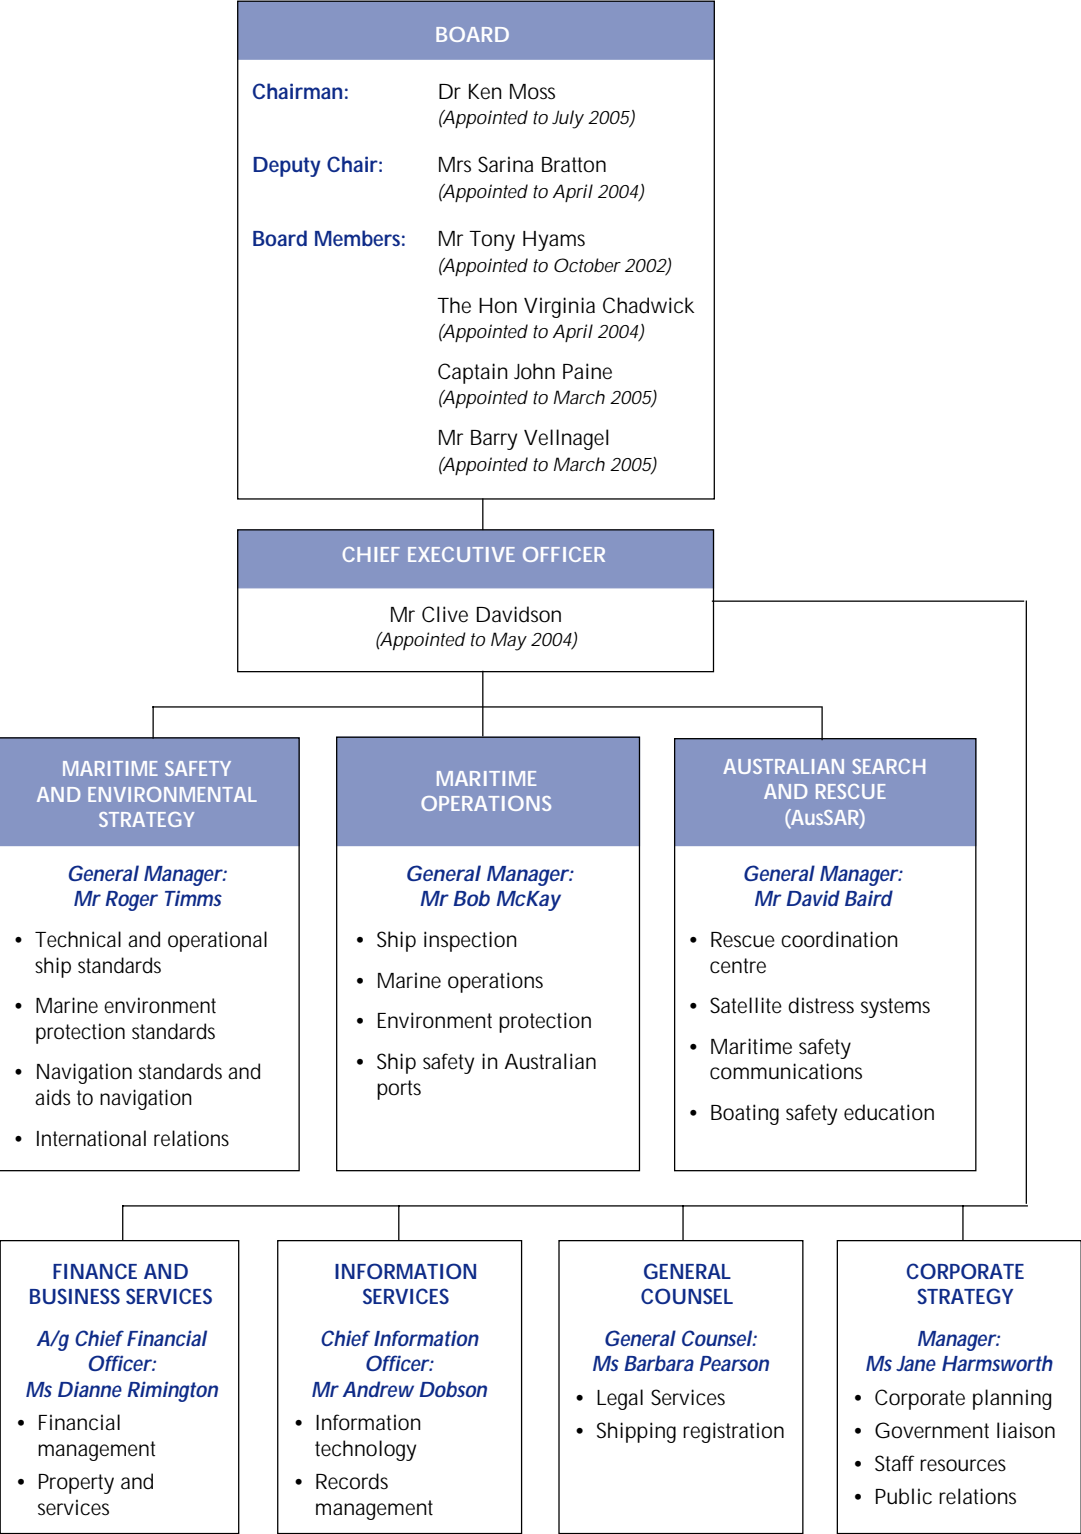 BOARD
Chairman: Dr Ken Moss
(Appointed to July 2005)
Deputy Chair: Mrs Sarina Bratton
(Appointed to April 2004)
Board Members: Mr Tony Hyams
(Appointed to October 2002)
The Hon Virginia Chadwick
(Appointed to April 2004)
Captain John Paine
(Appointed to March 2005)
Mr Barry Vellnagel
(Appointed to March 2005)
CHIEF EXECUTIVE OFFICER
Mr Clive Davidson
(Appointed to May 2004)
MARITIME SAFETY
AND ENVIRONMENTAL
STRATEGY
General Manager:
Mr Roger Timms
• Technical and operational
ship standards
• Marine environment
protection standards
• Navigation standards and
aids to navigation
• International relations
MARITIME
OPERATIONS
General Manager:
Mr Bob McKay
• Ship inspection
• Marine operations
• Environment protection
• Ship safety in Australian
ports
AUSTRALIAN SEARCH
AND RESCUE
(AusSAR)
General Manager:
Mr David Baird
• Rescue coordination
centre
• Satellite distress systems
• Maritime safety
communications
• Boating safety education
FINANCE AND
BUSINESS SERVICES
A/g Chief Financial
Officer:
Ms Dianne Rimington
• Financial
management
• Property and
services
INFORMATION
SERVICES
Chief Information
Officer:
Mr Andrew Dobson
• Information
technology
• Records
management
GENERAL
COUNSEL
General Counsel:
Ms Barbara Pearson
• Legal Services
• Shipping registration
CORPORATE
STRATEGY
Manager:
Ms Jane Harmsworth
• Corporate planning
• Government liaison
• Staff resources
• Public relations